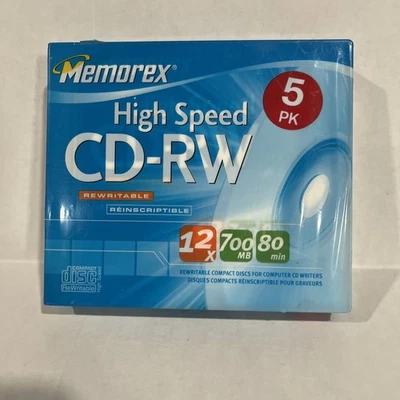 Memorex®
High Speed
CD-RW
5
PK
REWRITABLE
RÉINSCRIPTIBLE
12X 700 MB 80 min
REWRITABLE COMPACT DISCS FOR COMPUTER CD WRITERS
DISQUES COMPACTS RÉINSCRIPTIBLE POUR GRAVEURS
COMPACT
disc
ReWritable